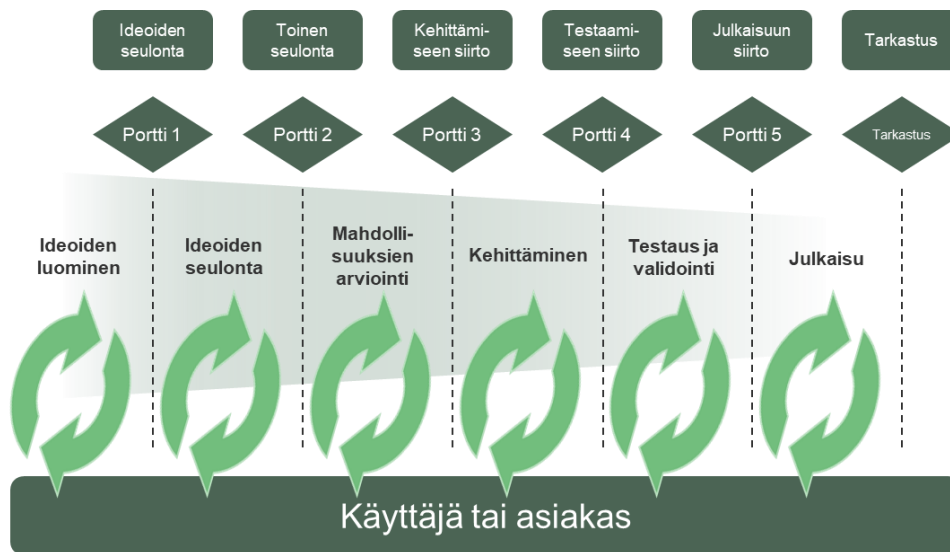 Ideoiden
seulonta
Toinen
seulonta
Kehittämi-
seen siirto
Testaami-
seen siirto
Julkaisuun
siirto
Tarkastus
Portti 1
Portti 2
Portti 3
Portti 4
Portti 5
Tarkastus
Ideoiden
luominen
Ideoiden
seulonta
Mahdolli-
suuksien
arviointi
Kehittäminen
Testaus ja
validointi
Julkaisu
Käyttäjä tai asiakas